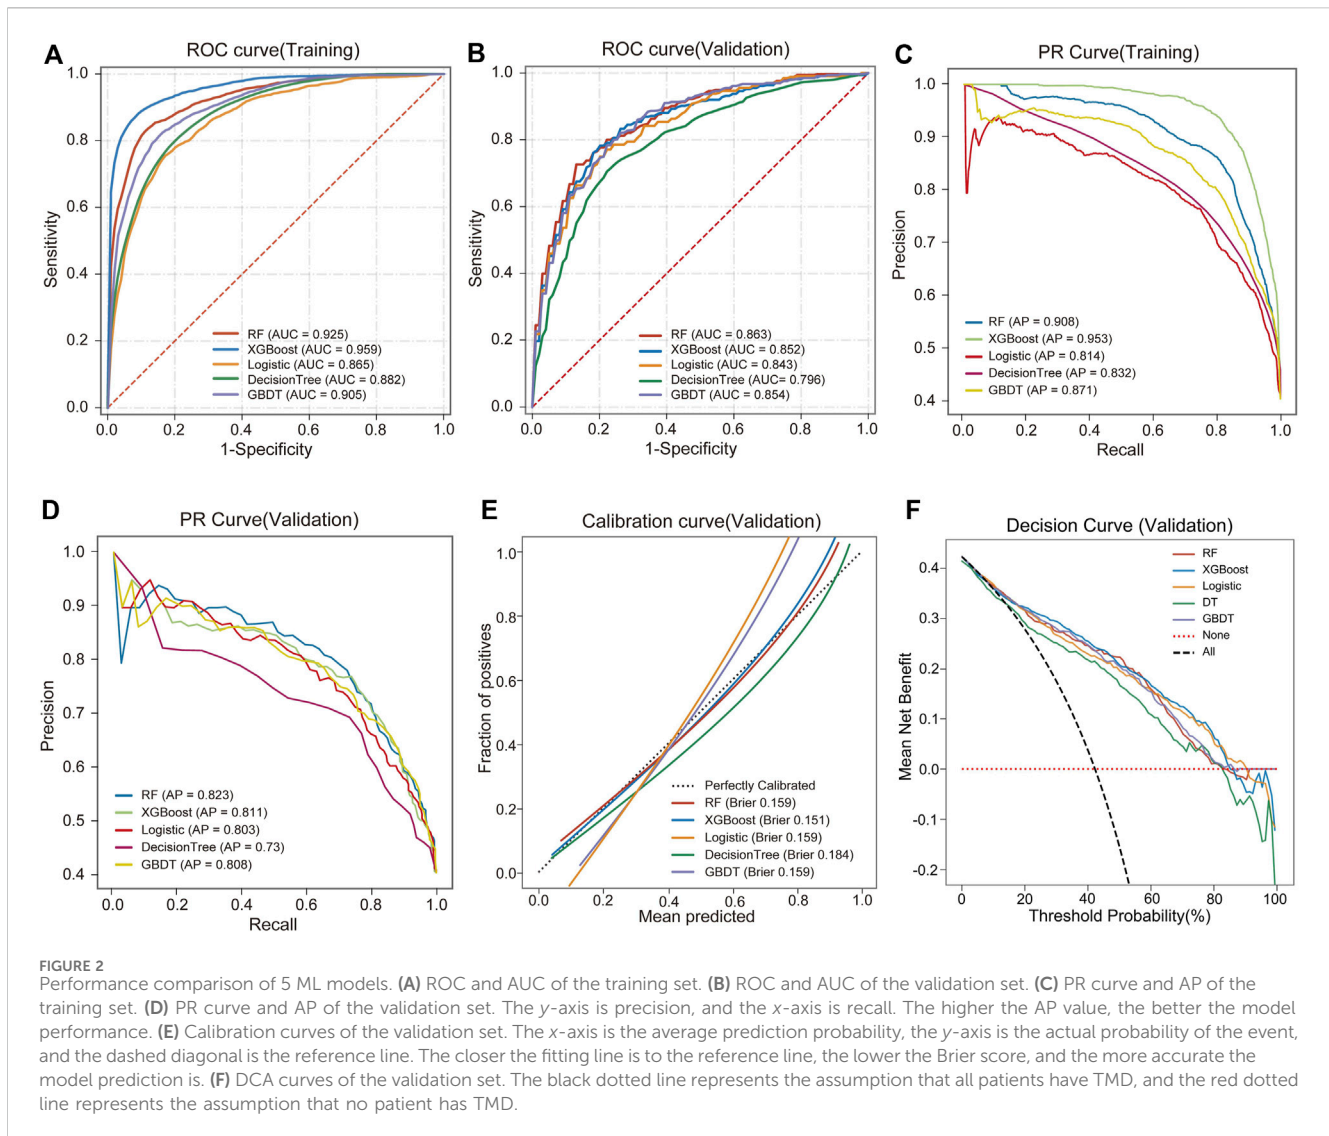 A
ROC curve(Training)
Sensitivity
1.0
0.8
0.6
0.4
0.2
0.0
RF (AUC = 0.925)
XGBoost (AUC = 0.959)
Logistic (AUC = 0.865)
DecisionTree (AUC = 0.882)
GBDT (AUC = 0.905)
0.0 0.2 0.4 0.6 0.8 1.0
1-Specificity
B
ROC curve(Validation)
Sensitivity
1.0
0.8
0.6
0.4
0.2
0.0
RF (AUC = 0.863)
XGBoost (AUC = 0.852)
Logistic (AUC = 0.843)
DecisionTree (AUC= 0.796)
GBDT (AUC = 0.854)
0.0 0.2 0.4 0.6 0.8 1.0
1-Specificity
C
PR Curve(Training)
Precision
1.0
0.9
0.8
0.7
0.6
0.5
0.4
RF (AP = 0.908)
XGBoost (AP = 0.953)
Logistic (AP = 0.814)
DecisionTree (AP = 0.832)
GBDT (AP = 0.871)
0.0 0.2 0.4 0.6 0.8 1.0
Recall
D
PR Curve(Validation)
Precision
1.0
0.9
0.8
0.7
0.6
0.5
0.4
RF (AP = 0.823)
XGBoost (AP = 0.811)
Logistic (AP = 0.803)
DecisionTree (AP = 0.73)
GBDT (AP = 0.808)
0.0 0.2 0.4 0.6 0.8 1.0
Recall
E
Calibration curve(Validation)
Fraction of positives
1.0
0.8
0.6
0.4
0.2
0.0
Perfectly Calibrated
RF (Brier 0.159)
XGBoost (Brier 0.151)
Logistic (Brier 0.159)
DecisionTree (Brier 0.184)
GBDT (Brier 0.159)
0.0 0.2 0.4 0.6 0.8 1.0
Mean predicted
F
Decision Curve (Validation)
Mean Net Benefit
0.4
0.3
0.2
0.1
0.0
-0.1
-0.2
RF
XGBoost
Logistic
DT
GBDT
None
All
0 20 40 60 80 100
Threshold Probability(%)
FIGURE 2
Performance comparison of 5 ML models. (A) ROC and AUC of the training set. (B) ROC and AUC of the validation set. (C) PR curve and AP of the
training set. (D) PR curve and AP of the validation set. The y-axis is precision, and the x-axis is recall. The higher the AP value, the better the model
performance. (E) Calibration curves of the validation set. The x-axis is the average prediction probability, the y-axis is the actual probability of the event,
and the dashed diagonal is the reference line. The closer the fitting line is to the reference line, the lower the Brier score, and the more accurate the
model prediction is. (F) DCA curves of the validation set. The black dotted line represents the assumption that all patients have TMD, and the red dotted
line represents the assumption that no patient has TMD.